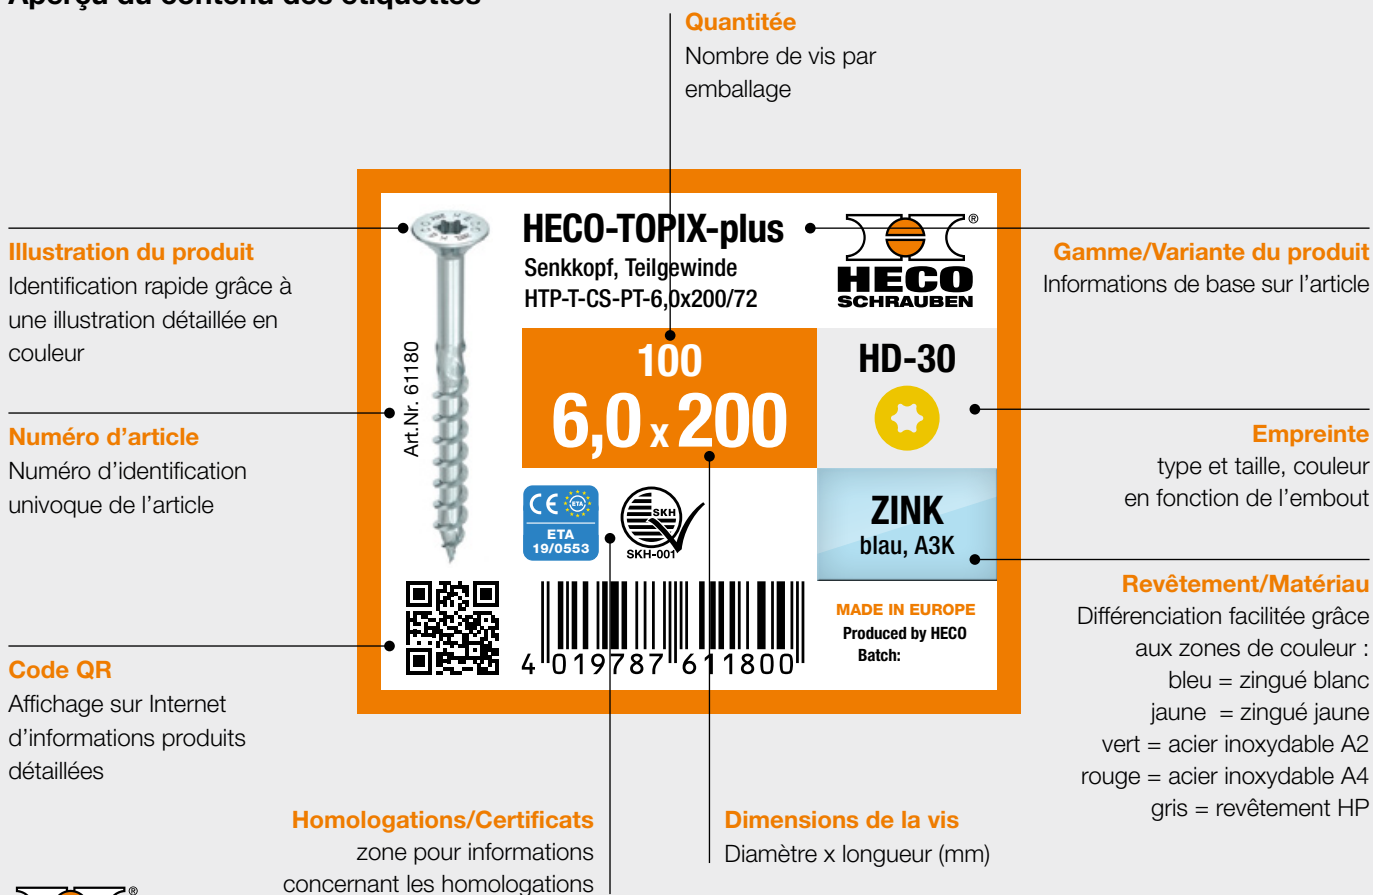 Aperçu du contenu des étiquettes
Quantitée
Nombre de vis par
emballage
Illustration du produit
Identification rapide grâce à
une illustration détaillée en
couleur
Numéro d’article
Numéro d’identification
univoque de l’article
Code QR
Affichage sur Internet
d’informations produits
détaillées
Art.Nr. 61180
HECO-TOPIX-plus
Senkkopf, Teilgewinde
HTP-T-CS-PT-6,0x200/72
HECO
SCHRAUBEN
®
100
6,0 x 200
HD-30
CE ETA
ETA
19/0553
SKH
SKH-001
ZINK
blau, A3K
4 019787 611800
MADE IN EUROPE
Produced by HECO
Batch:
Gamme/Variante du produit
Informations de base sur l’article
Empreinte
type et taille, couleur
en fonction de l’embout
Revêtement/Matériau
Différenciation facilitée grâce
aux zones de couleur :
bleu = zingué blanc
jaune = zingué jaune
vert = acier inoxydable A2
rouge = acier inoxydable A4
gris = revêtement HP
Homologations/Certificats
zone pour informations
concernant les homologations
Dimensions de la vis
Diamètre x longueur (mm)
®